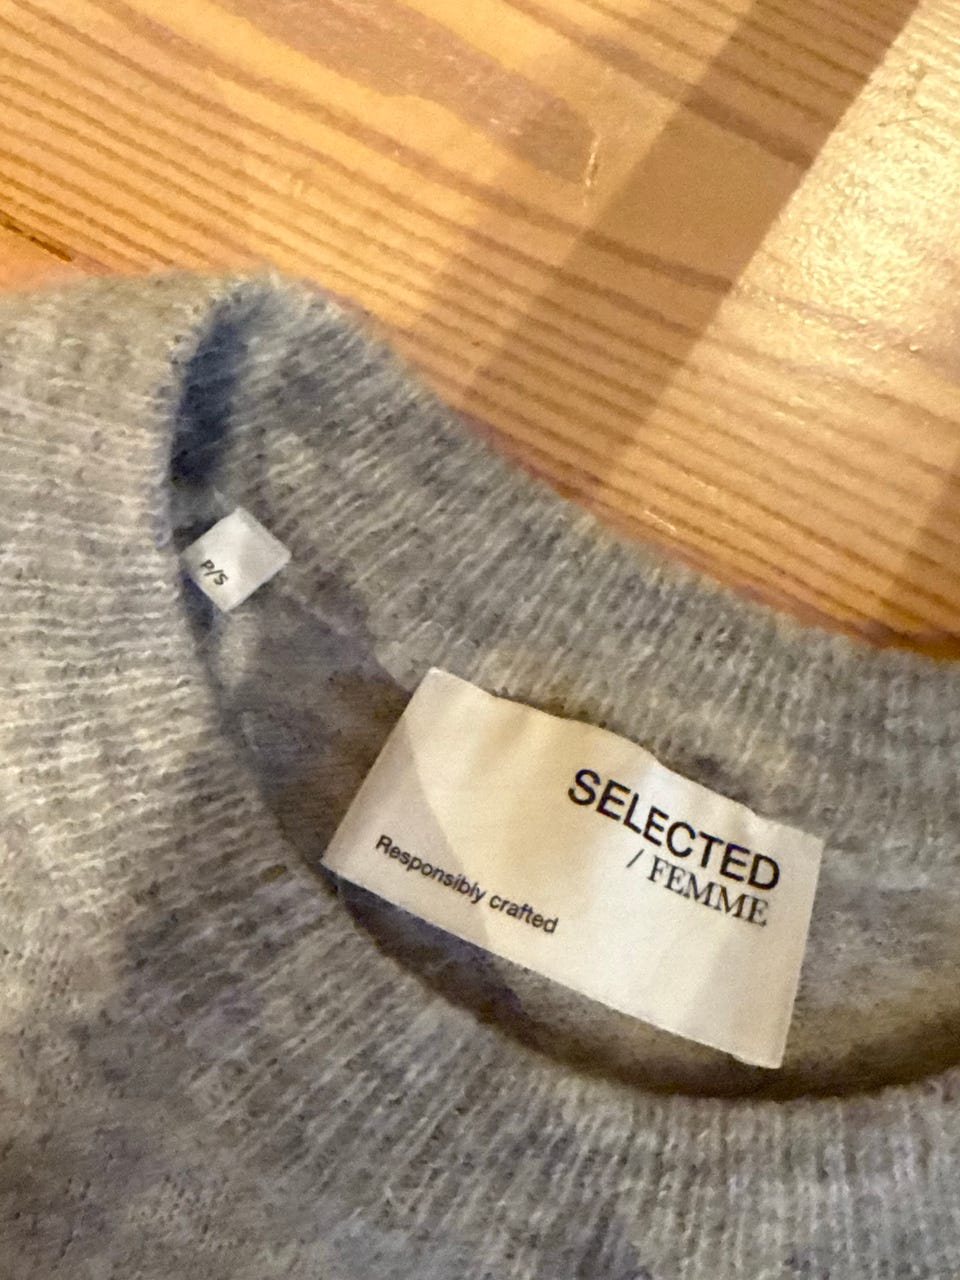 P/S
SELECTED
/ FEMME
Responsibly crafted